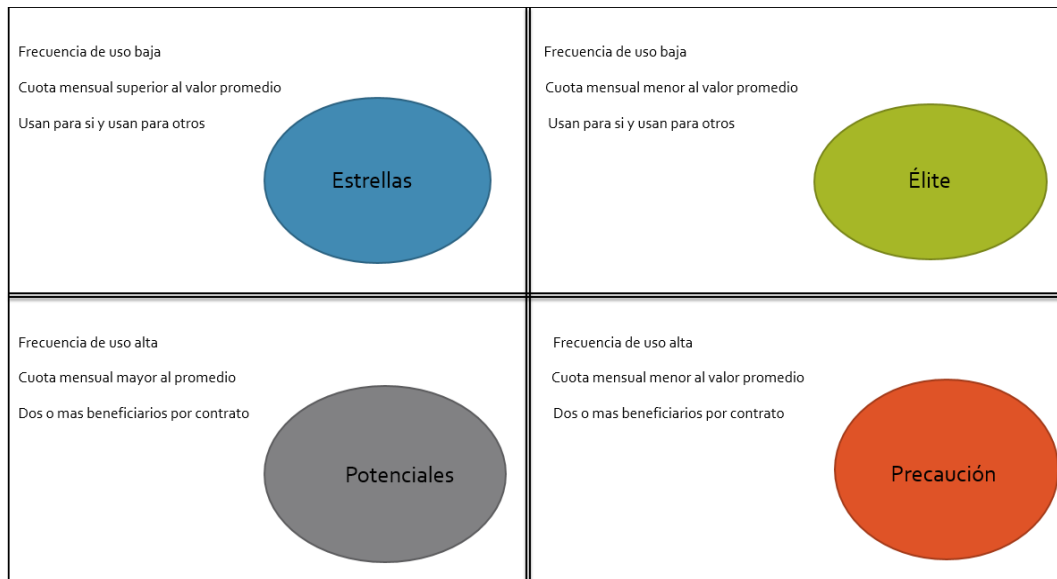 Frecuencia de uso baja
Cuota mensual superior al valor promedio
Usan para si y usan para otros
Estrellas
Frecuencia de uso baja
Cuota mensual menor al valor promedio
Usan para si y usan para otros
Élite
Frecuencia de uso alta
Cuota mensual mayor al promedio
Dos o mas beneficiarios por contrato
Potenciales
Frecuencia de uso alta
Cuota mensual menor al valor promedio
Dos o mas beneficiarios por contrato
Precaución